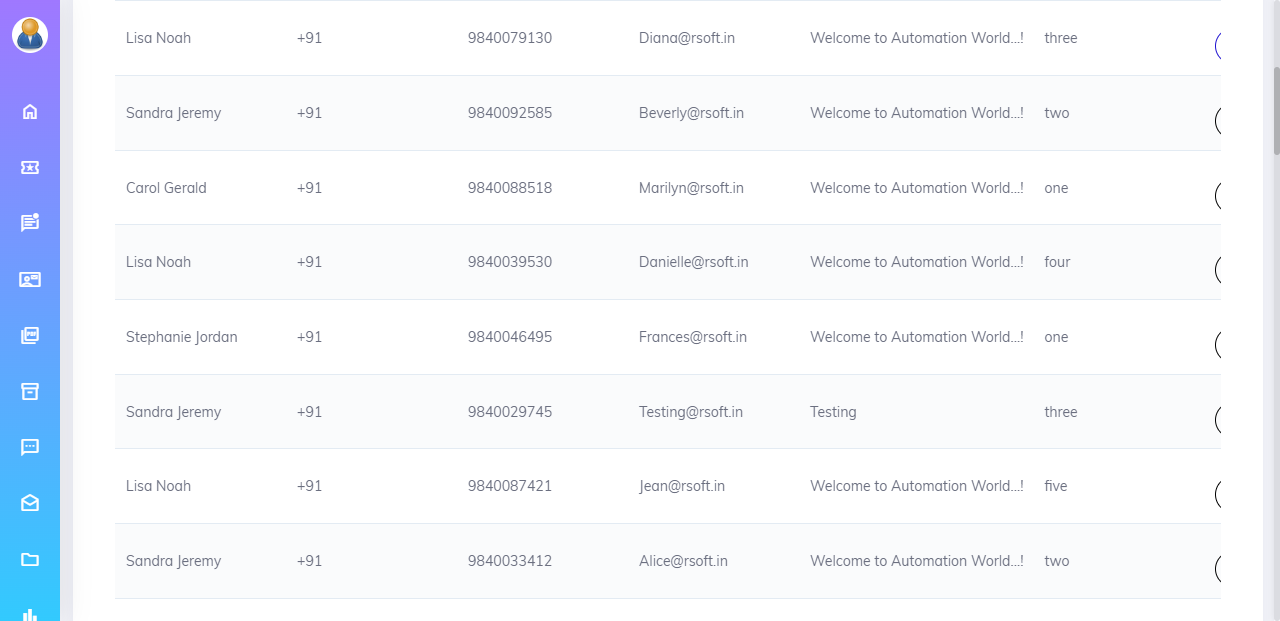 Lisa Noah +91 9840079130 Diana@rsoft.in Welcome to Automation World...! three
Sandra Jeremy +91 9840092585 Beverly@rsoft.in Welcome to Automation World...! two
Carol Gerald +91 9840088518 Marilyn@rsoft.in Welcome to Automation World...! one
Lisa Noah +91 9840039530 Danielle@rsoft.in Welcome to Automation World...! four
Stephanie Jordan +91 9840046495 Frances@rsoft.in Welcome to Automation World...! one
Sandra Jeremy +91 9840029745 Testing@rsoft.in Testing three
Lisa Noah +91 9840087421 Jean@rsoft.in Welcome to Automation World...! five
Sandra Jeremy +91 9840033412 Alice@rsoft.in Welcome to Automation World...! two